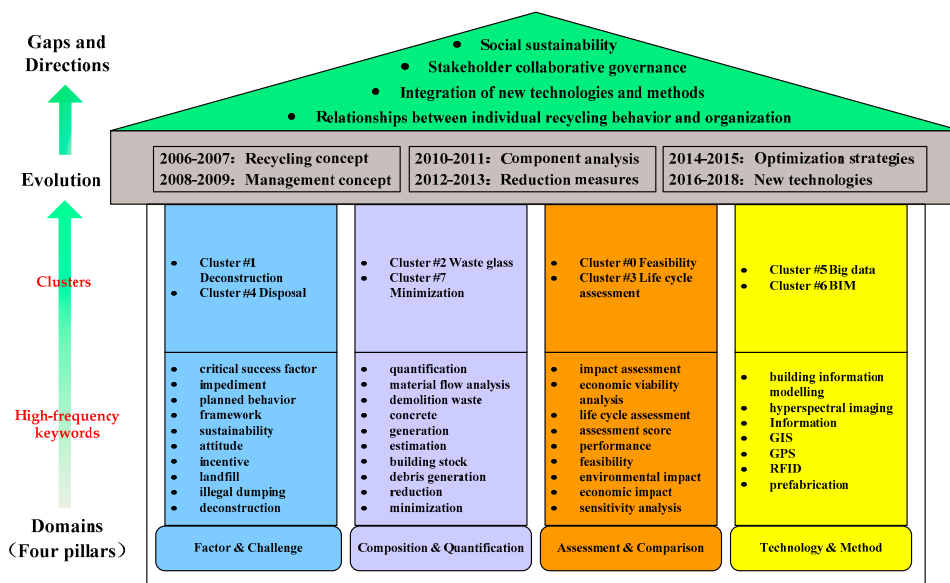 Gaps and
Directions
• Social sustainability
• Stakeholder collaborative governance
• Integration of new technologies and methods
• Relationships between individual recycling behavior and organization
Evolution
2006-2007：Recycling concept
2008-2009：Management concept
2010-2011：Component analysis
2012-2013：Reduction measures
2014-2015：Optimization strategies
2016-2018：New technologies
Clusters
• Cluster #1
Deconstruction
• Cluster #4 Disposal
• Cluster #2 Waste glass
• Cluster #7
Minimization
• Cluster #0 Feasibility
• Cluster #3 Life cycle
assessment
• Cluster #5 Big data
• Cluster #6 BIM
High-frequency
keywords
• critical success factor
• impediment
• planned behavior
• framework
• sustainability
• attitude
• incentive
• landfill
• illegal dumping
• deconstruction
• quantification
• material flow analysis
• demolition waste
• concrete
• generation
• estimation
• building stock
• debris generation
• reduction
• minimization
• impact assessment
• economic viability
analysis
• life cycle assessment
• assessment score
• performance
• feasibility
• environmental impact
• economic impact
• sensitivity analysis
• building information
modelling
• hyperspectral imaging
• Information
• GIS
• GPS
• RFID
• prefabrication
Domains
（Four pillars）
Factor & Challenge
Composition & Quantification
Assessment & Comparison
Technology & Method